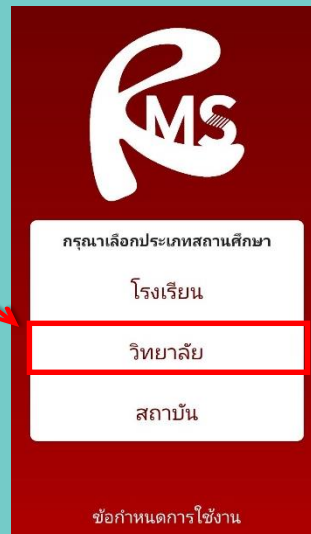 RMS
กรุณาเลือกประเภทสถานศึกษา
โรงเรียน
วิทยาลัย
สถาบัน
ข้อกำหนดการใช้งาน